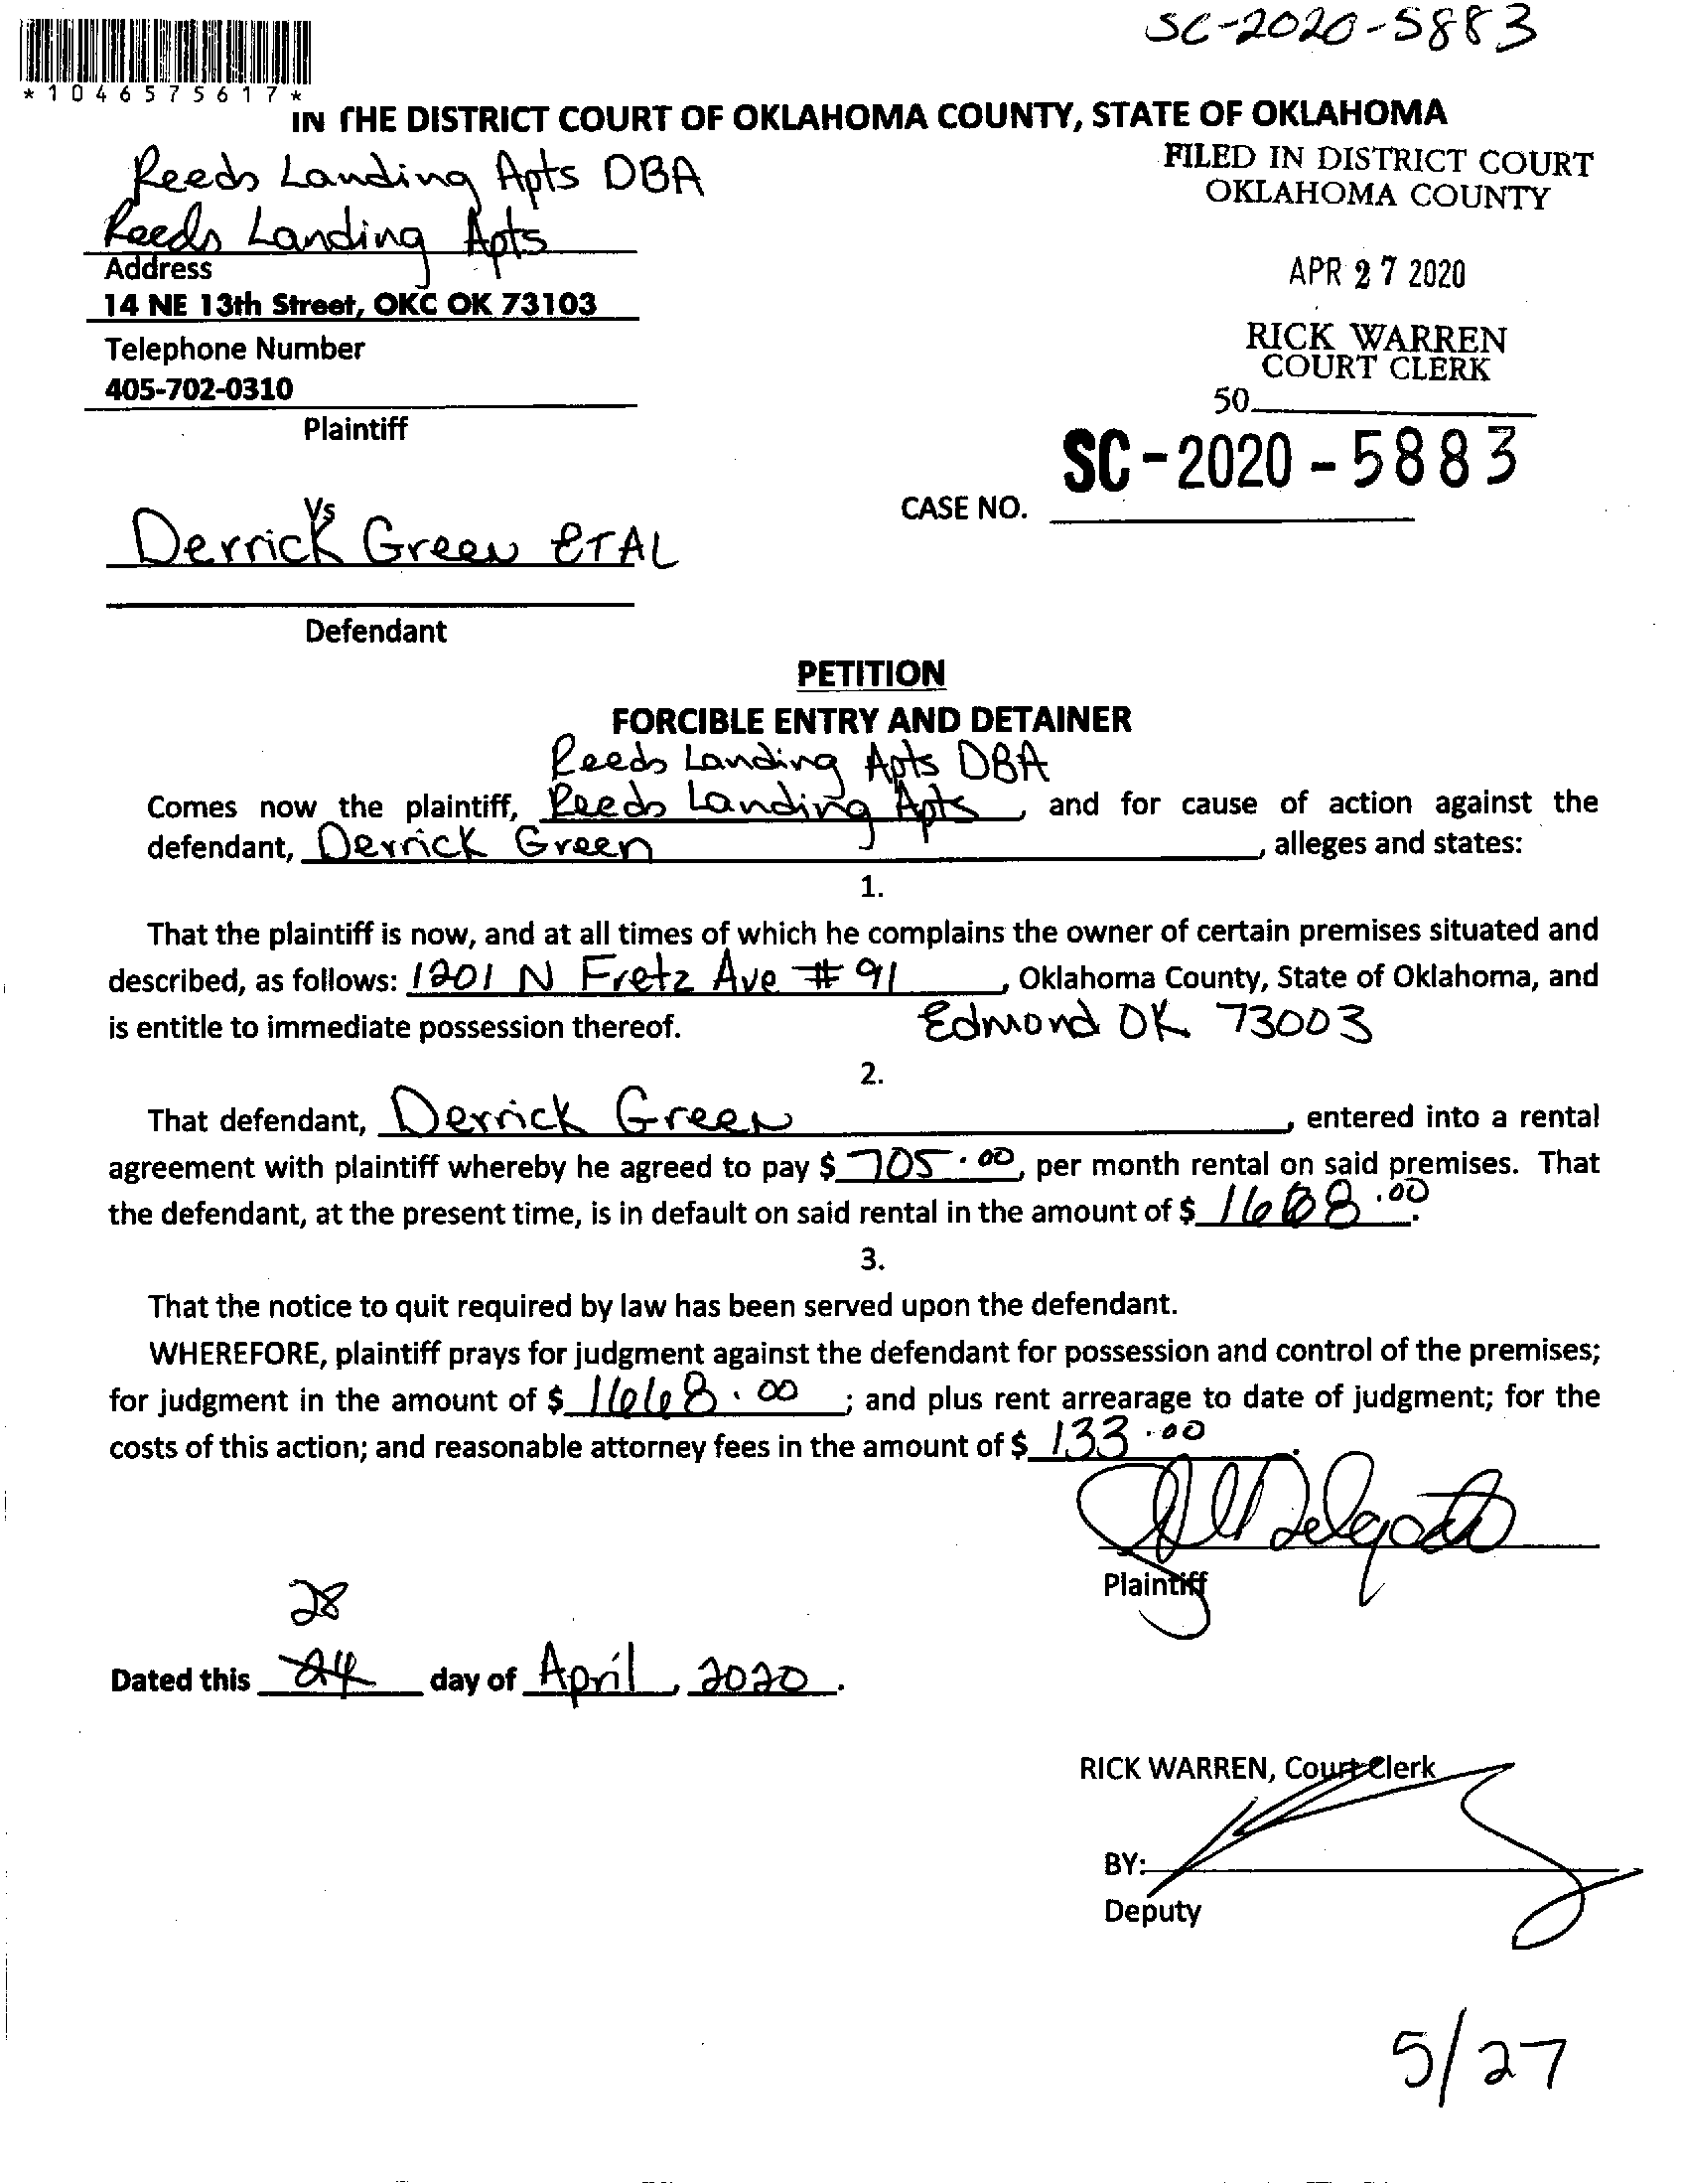 SC-2020-5883
*1046575617*
IN THE DISTRICT COURT OF OKLAHOMA COUNTY, STATE OF OKLAHOMA
Reeds Landing Apts DBA
Reeds Landing Apts
FILED IN DISTRICT COURT
OKLAHOMA COUNTY
Address
14 NE 13th Street, OKC OK 73103
APR 27 2020
Telephone Number
405-702-0310
RICK WARREN
COURT CLERK
50
Plaintiff
SC-2020-5883
CASE NO.
Vs
Derrick Green ETAL
Defendant
PETITION
FORCIBLE ENTRY AND DETAINER
Reeds Landing Apts DBA
Comes now the plaintiff, Reeds Landing Apts, and for cause of action against the
defendant, Derrick Green, alleges and states:
1.
That the plaintiff is now, and at all times of which he complains the owner of certain premises situated and
described, as follows: 1201 N Fretz Ave # 91, Oklahoma County, State of Oklahoma, and
is entitle to immediate possession thereof. Edmond OK 73003
2.
That defendant, Derrick Green, entered into a rental
agreement with plaintiff whereby he agreed to pay $ 705.00, per month rental on said premises. That
the defendant, at the present time, is in default on said rental in the amount of $ 1668.00.
3.
That the notice to quit required by law has been served upon the defendant.
WHEREFORE, plaintiff prays for judgment against the defendant for possession and control of the premises;
for judgment in the amount of $ 1668.00; and plus rent arrearage to date of judgment; for the
costs of this action; and reasonable attorney fees in the amount of $ 133.00.
Delgado
Plaintiff
28
Dated this 24 day of April, 2020.
RICK WARREN, Court Clerk
BY:
Deputy
5/27